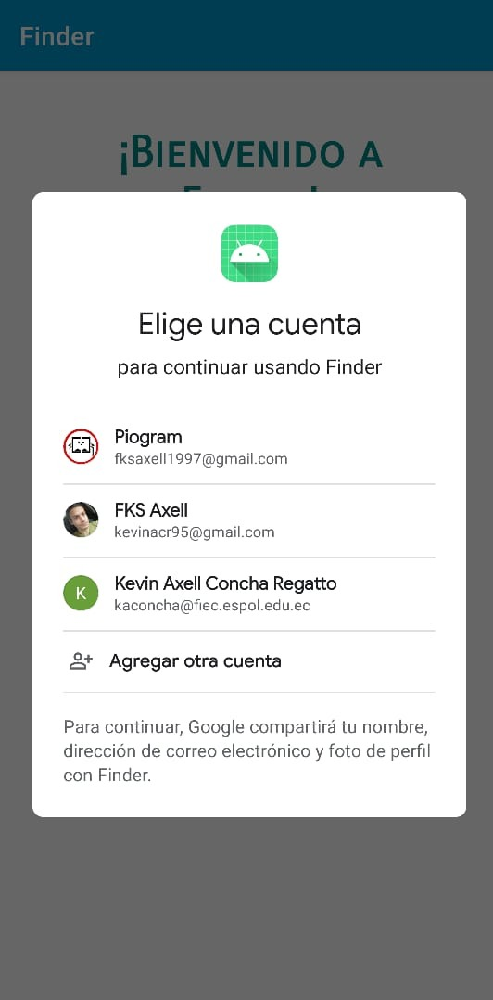 Finder
¡Bienvenido a
Elige una cuenta
para continuar usando Finder
Piogram
fksaxell1997@gmail.com
FKS Axell
kevinacr95@gmail.com
K
Kevin Axell Concha Regatto
kaconcha@fiec.espol.edu.ec
Agregar otra cuenta
Para continuar, Google compartirá tu nombre,
dirección de correo electrónico y foto de perfil
con Finder.